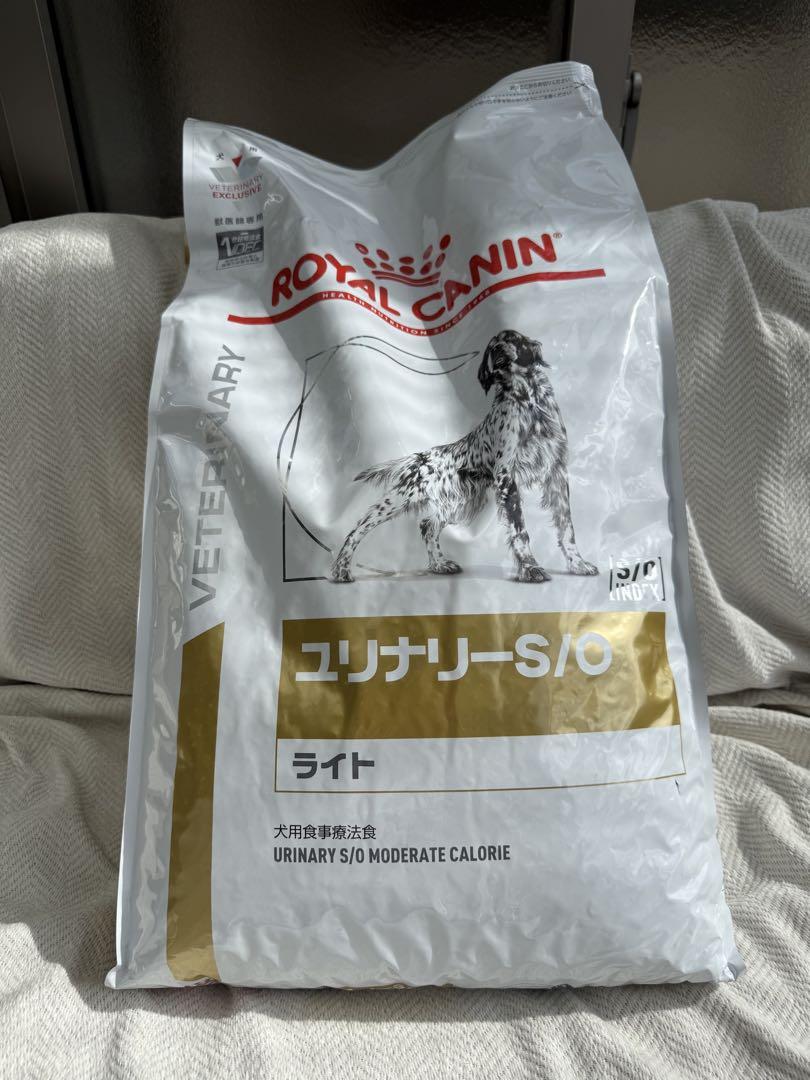 犬 用
VETERINARY
EXCLUSIVE
獣医師専用
ROYAL CANIN®
HEALTH NUTRITION SINCE 1968
VETERINARY
S/O
INDEX
ユリナリーS/O
ライト
犬用食事療法食
URINARY S/O MODERATE CALORIE